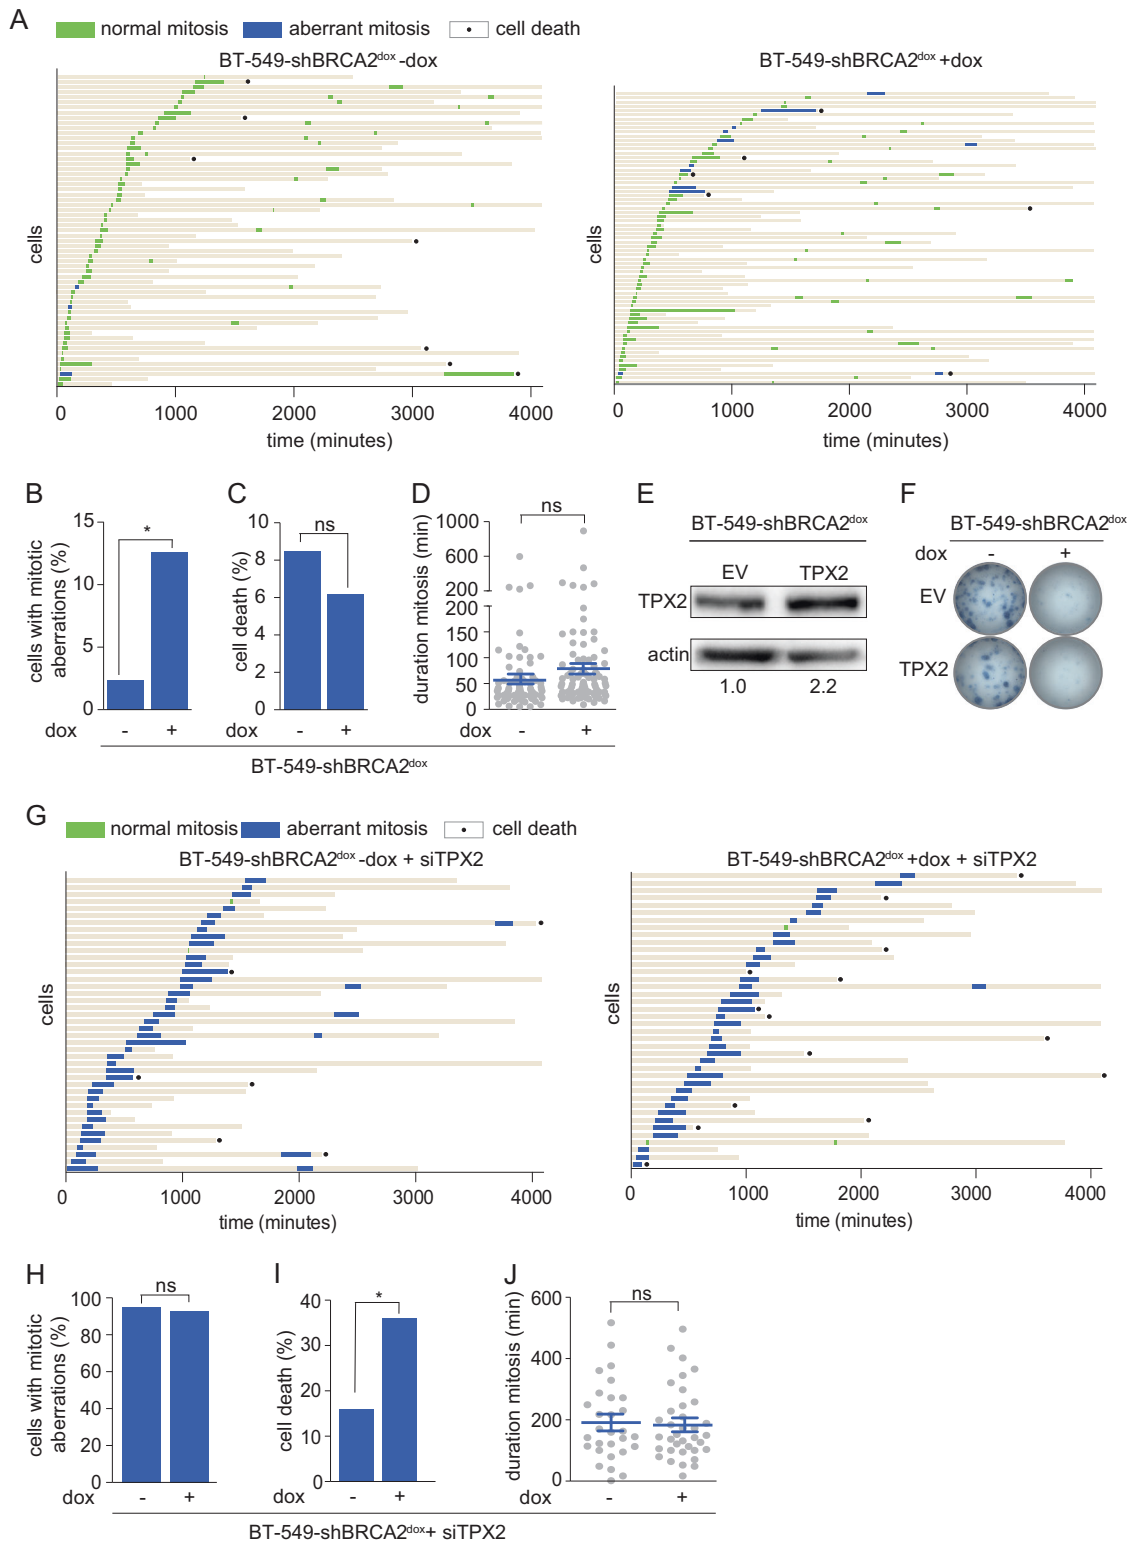 A
normal mitosis aberrant mitosis cell death
BT-549-shBRCA2dox -dox
BT-549-shBRCA2dox +dox
cells
cells
0 1000 2000 3000 4000
0 1000 2000 3000 4000
time (minutes)
time (minutes)
B
cells with mitotic
aberrations (%)
15
10
5
0
*
dox - +
C
cell death (%)
10
8
6
4
2
0
ns
dox - +
D
duration mitosis (min)
1000
600
200
200
150
100
50
0
ns
dox - +
BT-549-shBRCA2dox
E
BT-549-shBRCA2dox
EV TPX2
TPX2
actin
1.0 2.2
F
BT-549-shBRCA2dox
dox - +
EV
TPX2
G
normal mitosis aberrant mitosis cell death
BT-549-shBRCA2dox -dox + siTPX2
BT-549-shBRCA2dox +dox + siTPX2
cells
cells
0 1000 2000 3000 4000
0 1000 2000 3000 4000
time (minutes)
time (minutes)
H
cells with mitotic
aberrations (%)
100
80
60
40
20
0
ns
dox - +
I
cell death (%)
40
36
20
10
0
*
dox - +
J
duration mitosis (min)
600
400
200
0
ns
dox - +
BT-549-shBRCA2dox+ siTPX2